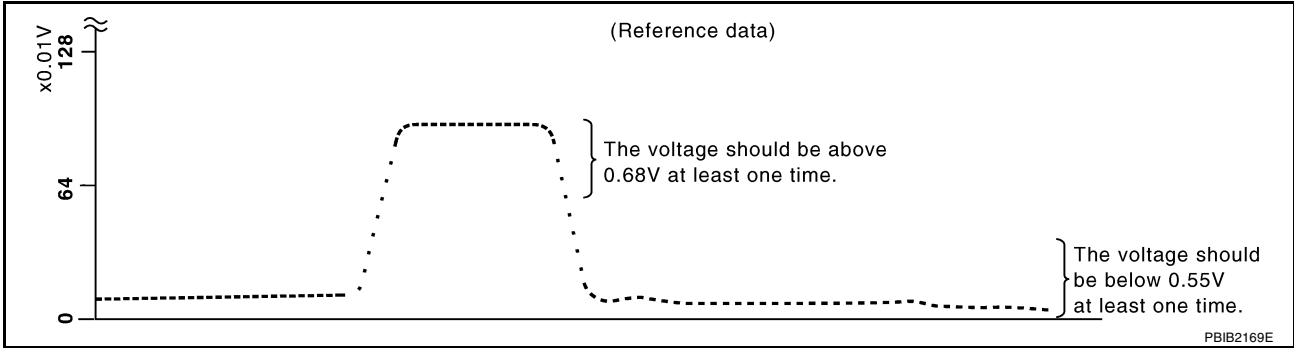 (Reference data)
x0.01V
128
64
0
The voltage should be above
0.68V at least one time.
The voltage should
be below 0.55V
at least one time.
PBIB2169E